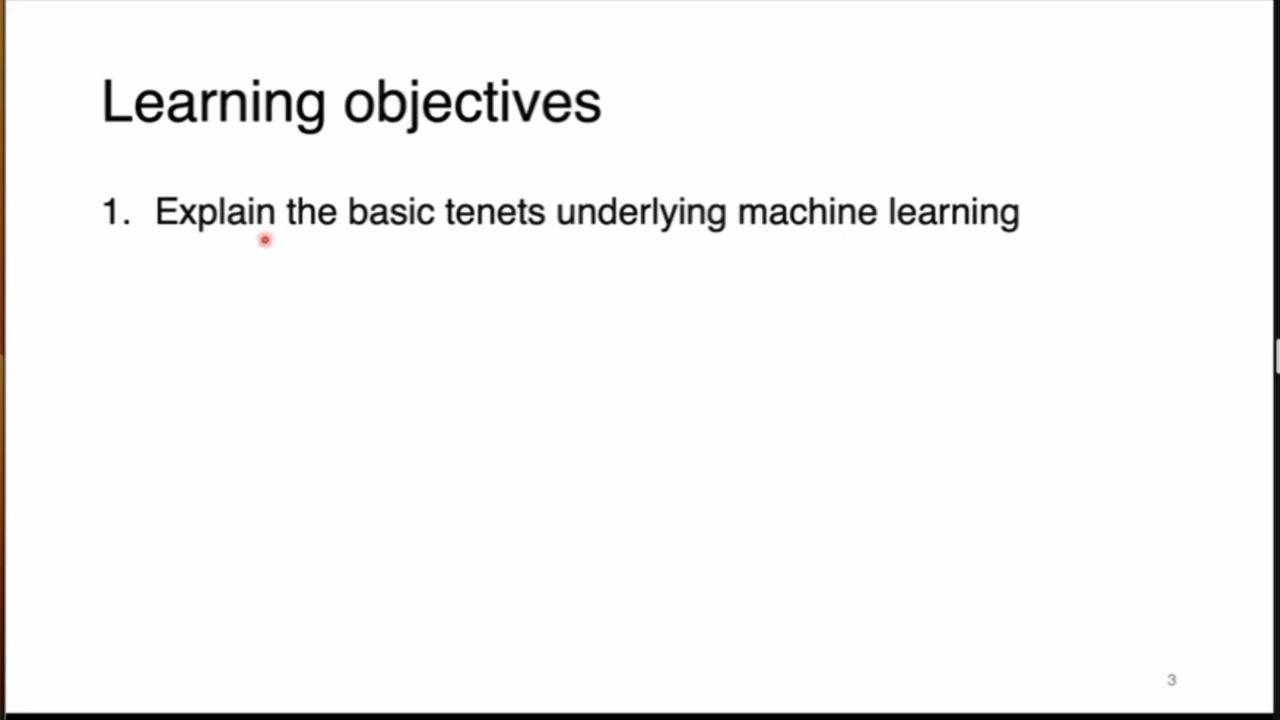 Learning objectives
1. Explain the basic tenets underlying machine learning
3